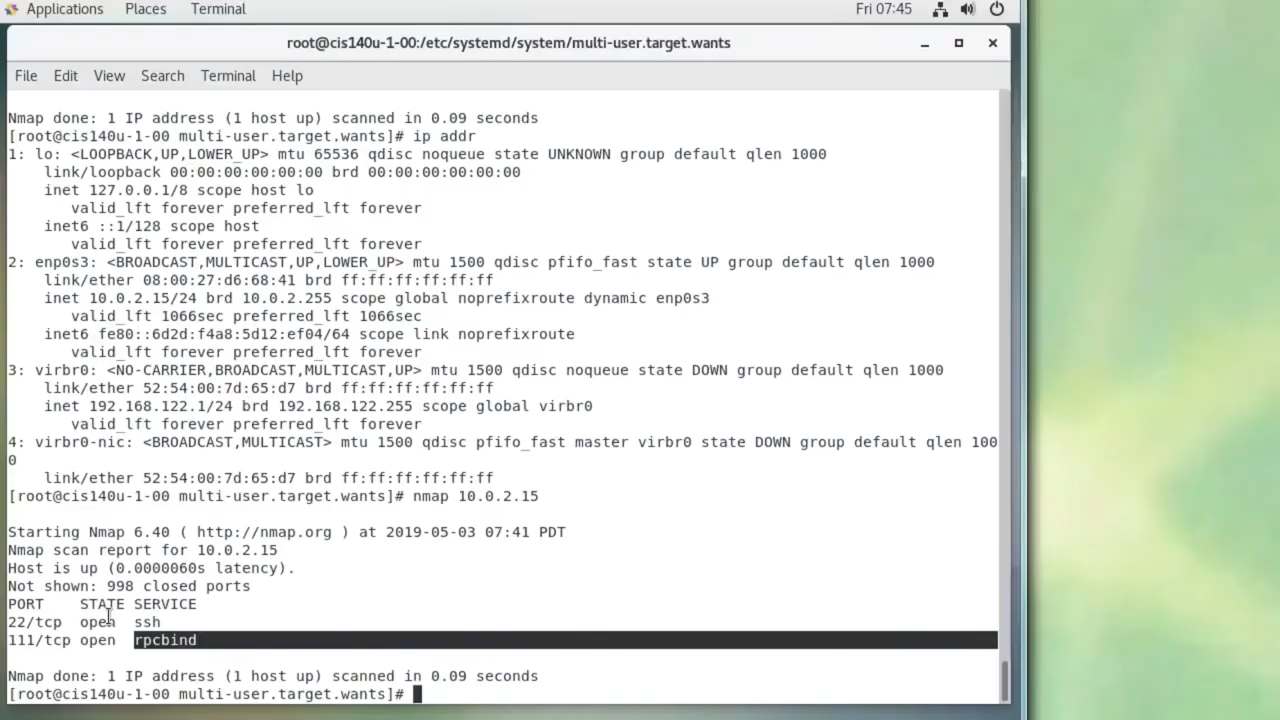 Applications Places Terminal Fri 07:45
root@cis140u-1-00:/etc/systemd/system/multi-user.target.wants
File Edit View Search Terminal Help
Nmap done: 1 IP address (1 host up) scanned in 0.09 seconds
[root@cis140u-1-00 multi-user.target.wants]# ip addr
1: lo: <LOOPBACK,UP,LOWER_UP> mtu 65536 qdisc noqueue state UNKNOWN group default qlen 1000
    link/loopback 00:00:00:00:00:00 brd 00:00:00:00:00:00
    inet 127.0.0.1/8 scope host lo
       valid_lft forever preferred_lft forever
    inet6 ::1/128 scope host
       valid_lft forever preferred_lft forever
2: enp0s3: <BROADCAST,MULTICAST,UP,LOWER_UP> mtu 1500 qdisc pfifo_fast state UP group default qlen 1000
    link/ether 08:00:27:d6:68:41 brd ff:ff:ff:ff:ff:ff
    inet 10.0.2.15/24 brd 10.0.2.255 scope global noprefixroute dynamic enp0s3
       valid_lft 1066sec preferred_lft 1066sec
    inet6 fe80::6d2d:f4a8:5d12:ef04/64 scope link noprefixroute
       valid_lft forever preferred_lft forever
3: virbr0: <NO-CARRIER,BROADCAST,MULTICAST,UP> mtu 1500 qdisc noqueue state DOWN group default qlen 1000
    link/ether 52:54:00:7d:65:d7 brd ff:ff:ff:ff:ff:ff
    inet 192.168.122.1/24 brd 192.168.122.255 scope global virbr0
       valid_lft forever preferred_lft forever
4: virbr0-nic: <BROADCAST,MULTICAST> mtu 1500 qdisc pfifo_fast master virbr0 state DOWN group default qlen 100
0
    link/ether 52:54:00:7d:65:d7 brd ff:ff:ff:ff:ff:ff
[root@cis140u-1-00 multi-user.target.wants]# nmap 10.0.2.15
Starting Nmap 6.40 ( http://nmap.org ) at 2019-05-03 07:41 PDT
Nmap scan report for 10.0.2.15
Host is up (0.0000060s latency).
Not shown: 998 closed ports
PORT    STATE SERVICE
22/tcp  open  ssh
111/tcp open  rpcbind
Nmap done: 1 IP address (1 host up) scanned in 0.09 seconds
[root@cis140u-1-00 multi-user.target.wants]#